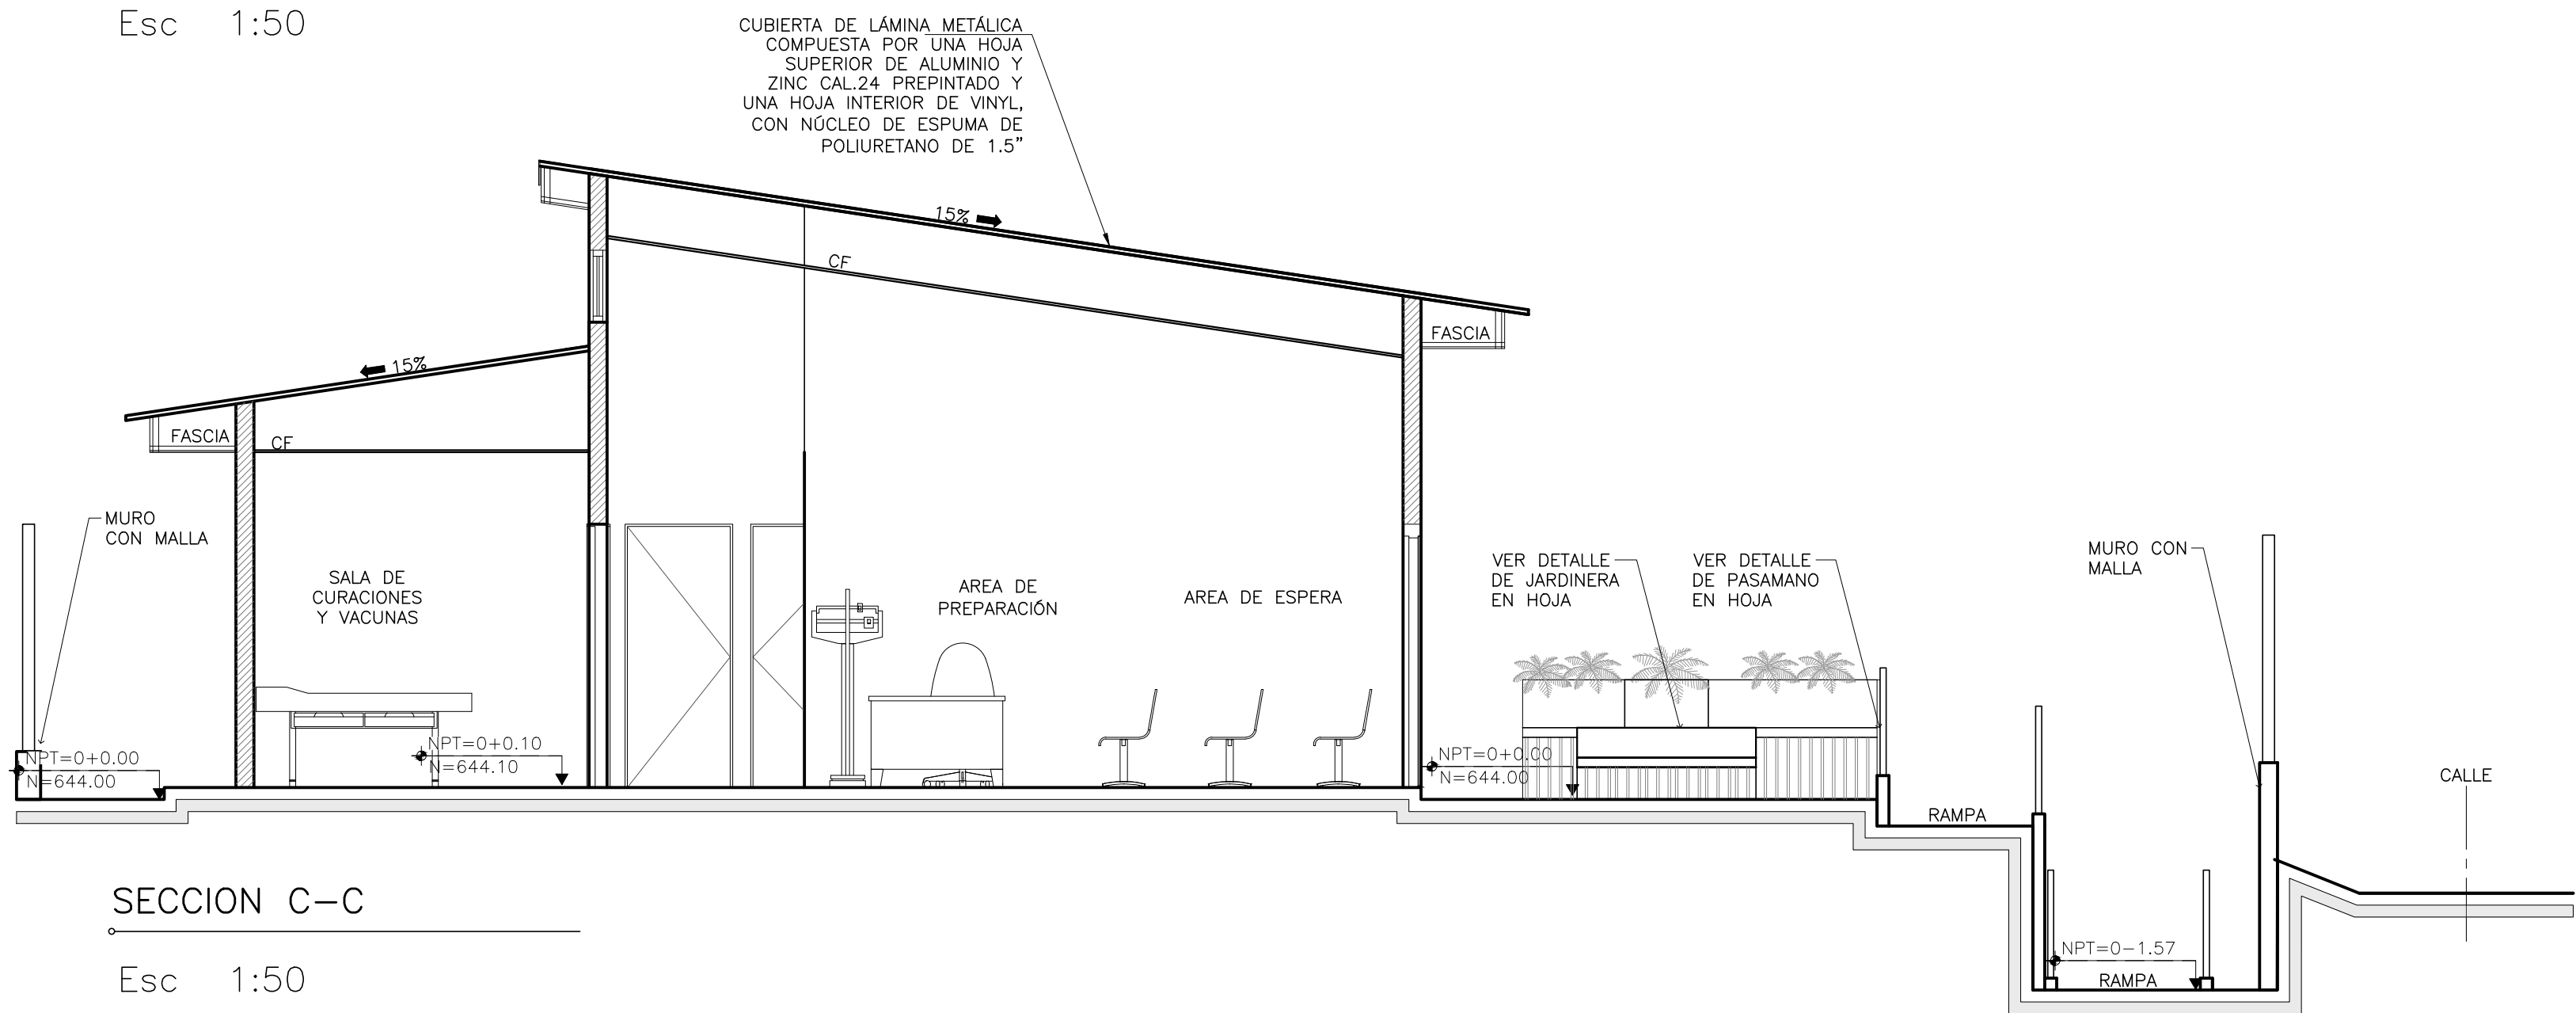 Esc 1:50
CUBIERTA DE LÁMINA METÁLICA
COMPUESTA POR UNA HOJA
SUPERIOR DE ALUMINIO Y
ZINC CAL.24 PREPINTADO Y
UNA HOJA INTERIOR DE VINYL,
CON NÚCLEO DE ESPUMA DE
POLIURETANO DE 1.5”
15%
CF
FASCIA
15%
FASCIA
CF
MURO
CON MALLA
SALA DE
CURACIONES
Y VACUNAS
AREA DE
PREPARACIÓN
AREA DE ESPERA
VER DETALLE
DE JARDINERA
EN HOJA
VER DETALLE
DE PASAMANO
EN HOJA
MURO CON
MALLA
NPT=0+0.00
N=644.00
NPT=0+0.10
N=644.10
NPT=0+0.00
N=644.00
CALLE
RAMPA
NPT=0-1.57
RAMPA
SECCION C-C
Esc 1:50